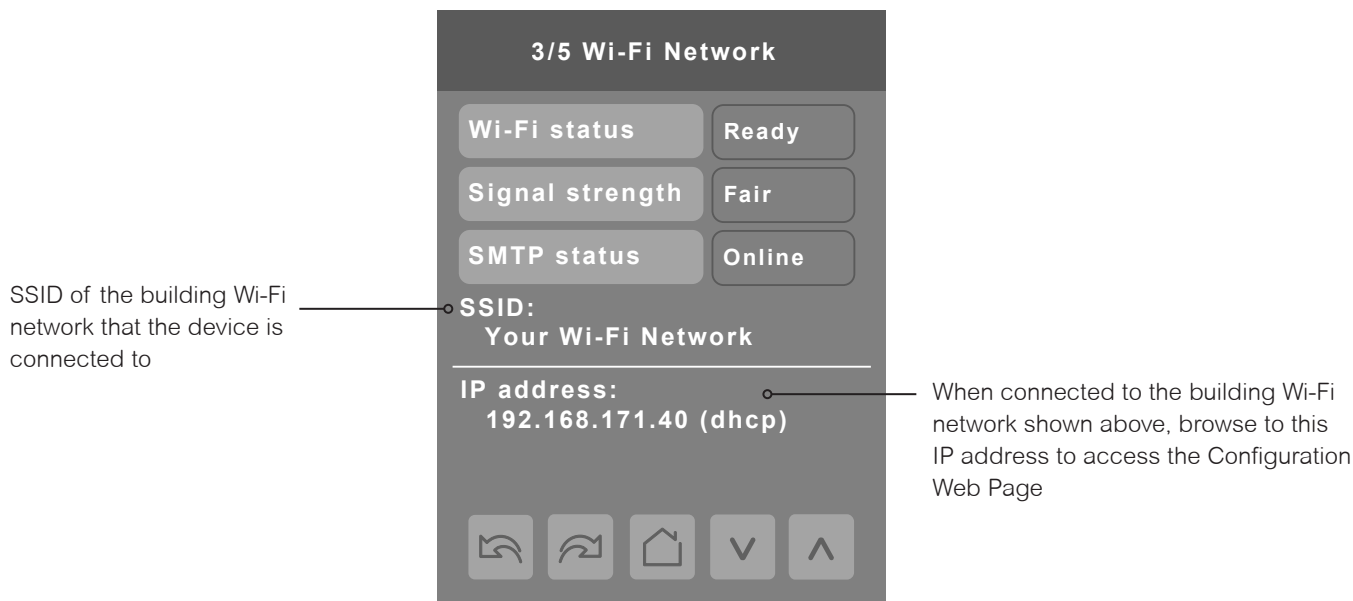 3/5 Wi-Fi Network
Wi-Fi status
Ready
Signal strength
Fair
SMTP status
Online
SSID of the building Wi-Fi
network that the device is
connected to
SSID:
Your Wi-Fi Network
IP address:
192.168.171.40 (dhcp)
When connected to the building Wi-Fi
network shown above, browse to this
IP address to access the Configuration
Web Page